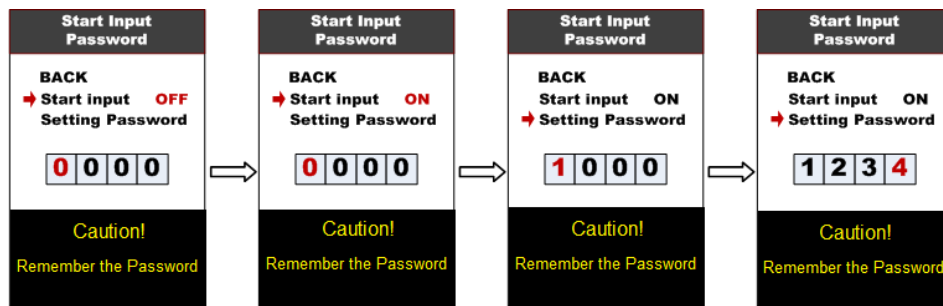 Start Input
Password
BACK
Start input OFF
Setting Password
0 0 0 0
Caution!
Remember the Password
Start Input
Password
BACK
Start input ON
Setting Password
0 0 0 0
Caution!
Remember the Password
Start Input
Password
BACK
Start input ON
Setting Password
1 0 0 0
Caution!
Remember the Password
Start Input
Password
BACK
Start input ON
Setting Password
1 2 3 4
Caution!
Remember the Password